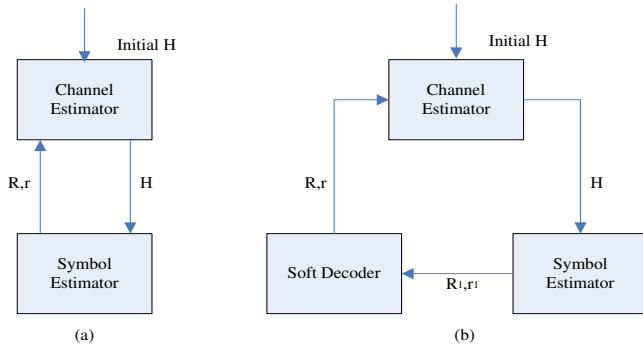 Initial H
Channel
Estimator
R,r
H
Symbol
Estimator
(a)
Initial H
Channel
Estimator
R,r
H
Soft Decoder
R1,r1
Symbol
Estimator
(b)